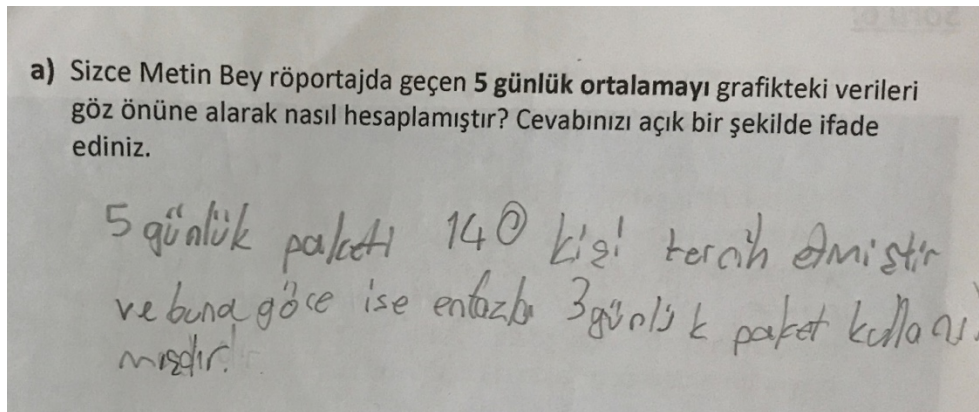 a) Sizce Metin Bey röportajda geçen 5 günlük ortalamayı grafikteki verileri
göz önüne alarak nasıl hesaplamıştır? Cevabınızı açık bir şekilde ifade
ediniz.
5 günlük paketi 140 kişi tercih etmiştir
ve buna göre ise en fazla 3 günlük paket kullanıl
mışdır.